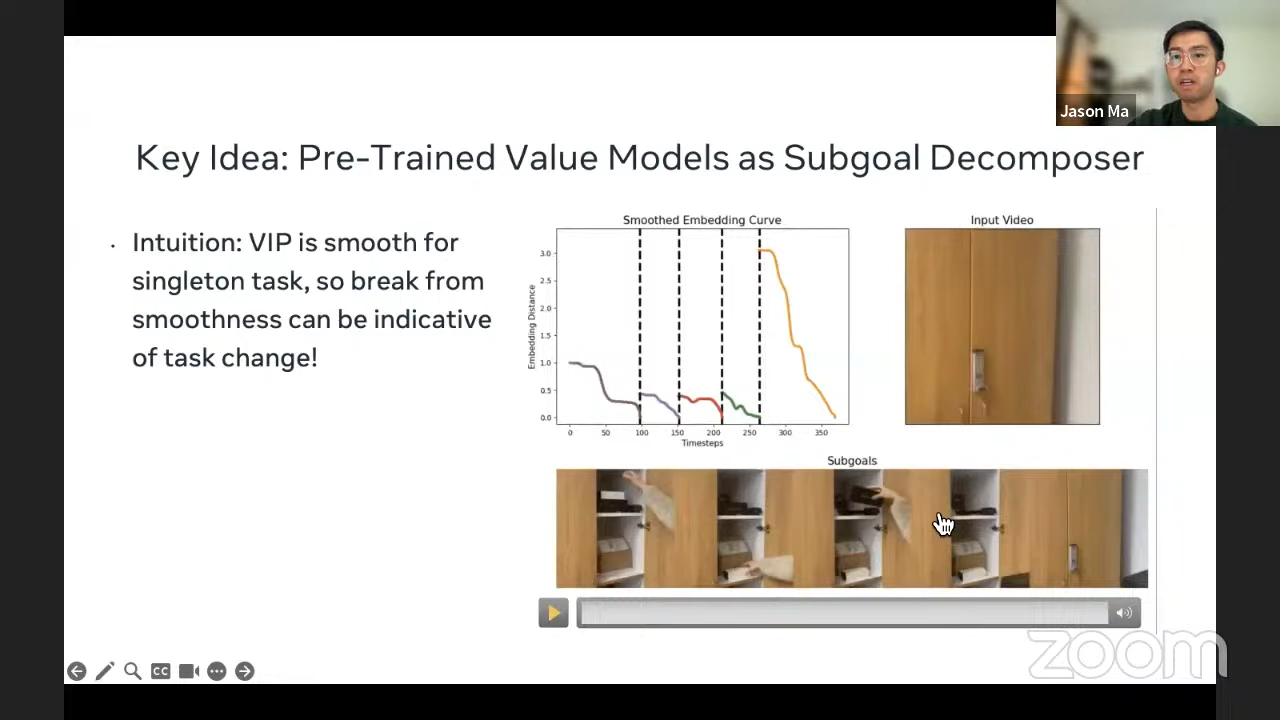 Jason Ma
Key Idea: Pre-Trained Value Models as Subgoal Decomposer
· Intuition: VIP is smooth for
singleton task, so break from
smoothness can be indicative
of task change!
Smoothed Embedding Curve
Embedding Distance
3.0
2.5
2.0
1.5
1.0
0.5
0.0
0 50 100 150 200 250 300 350
Timesteps
Input Video
Subgoals
CC
zoom